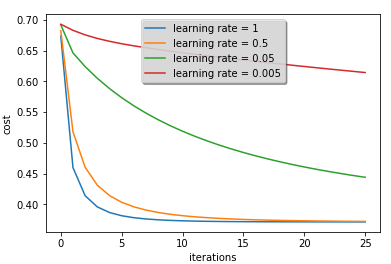 learning rate = 1
learning rate = 0.5
learning rate = 0.05
learning rate = 0.005
0.70
0.65
0.60
0.55
0.50
0.45
0.40
cost
0
5
10
15
20
25
iterations